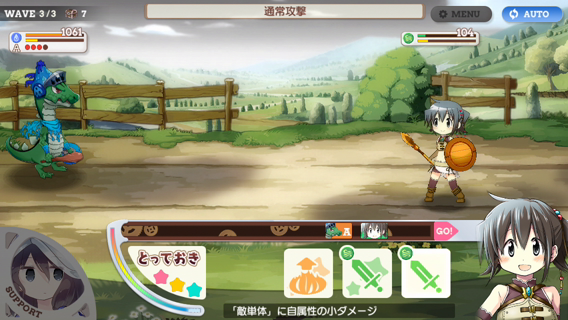 WAVE 3/3 7
通常攻撃
MENU
AUTO
1061
A
104
A
GO!
とっておき
SUPPORT
「敵単体」に自属性の小ダメージ